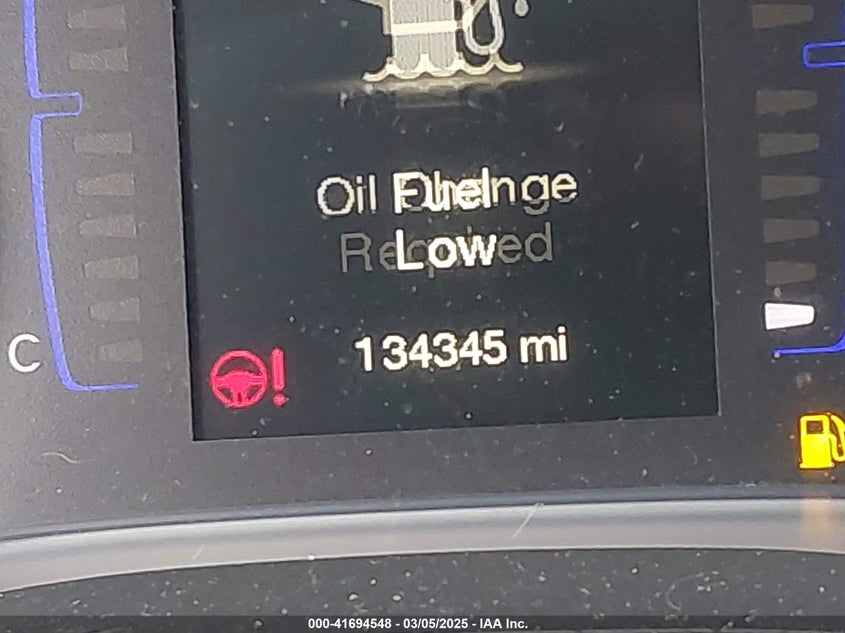 Oil Change
Required
Fuel
Low
134345 mi
C
000-41694548 - 03/05/2025 - IAA Inc.